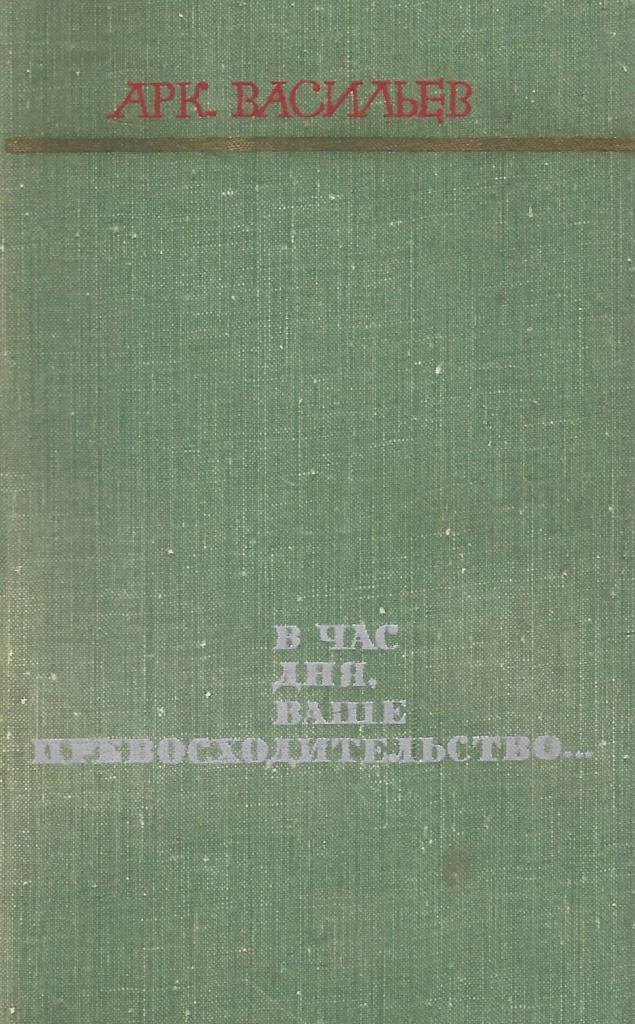 АРК. ВАСИЛЬЕВ
В ЧАС
ДНЯ,
ВАШЕ
ПРЕВОСХОДИТЕЛЬСТВО...